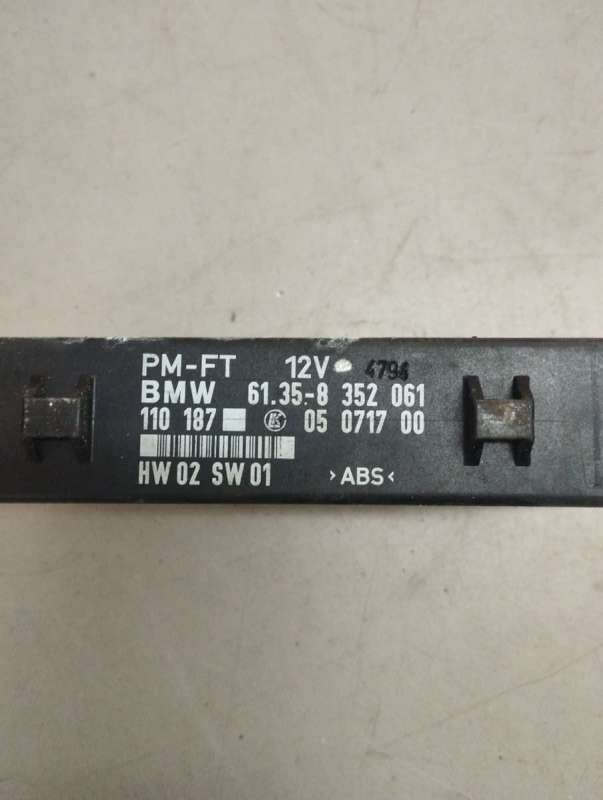 PM-FT 12V 4794
BMW 61.35-8 352 061
110 187 05 0717 00
HW 02 SW 01 >ABS<